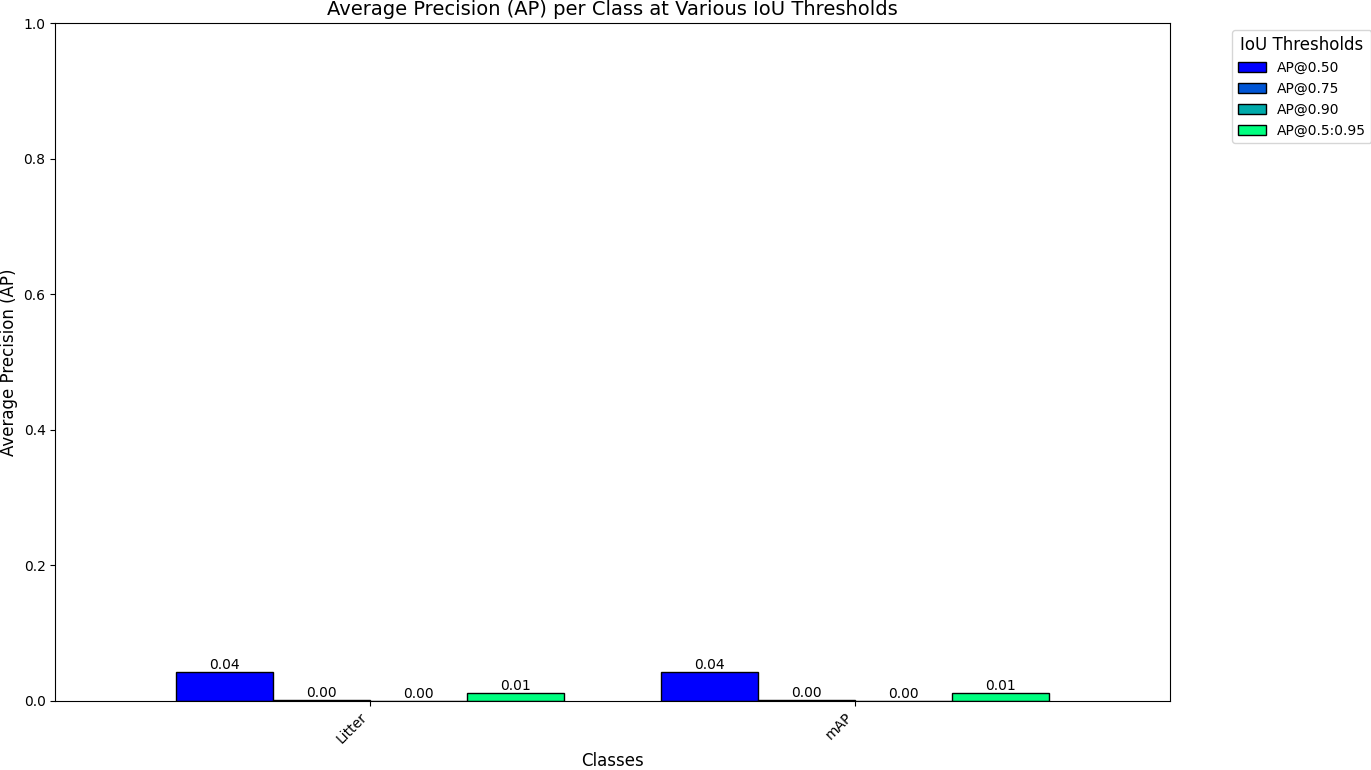 Average Precision (AP) per Class at Various IoU Thresholds
IoU Thresholds
AP@0.50
AP@0.75
AP@0.90
AP@0.5:0.95
Average Precision (AP)
1.0
0.8
0.6
0.4
0.2
0.0
0.04
0.00
0.00
0.01
0.04
0.00
0.00
0.01
Litter
mAP
Classes